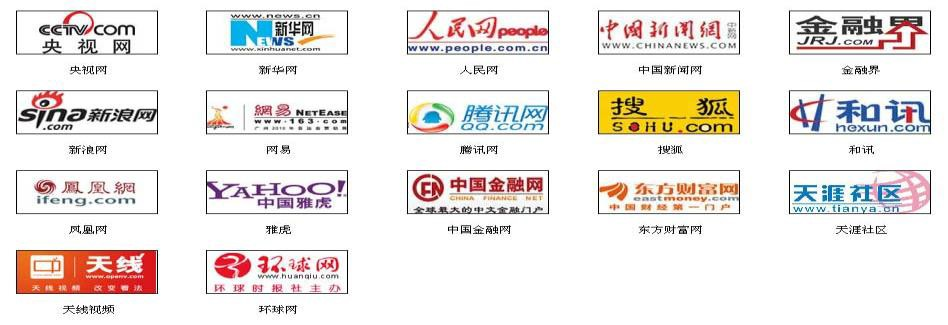 CCTV.com
央视网
央视网
www.news.cn
新华网
NEWS
www.xinhuanet.com
新华网
人民网 people
www.people.com.cn
人民网
中国新闻網
中新网
WWW.CHINANEWS.COM
中国新闻网
金融界
JRJ.COM
金融界
sina新浪网
.com
新浪网
網易 NETEASE
www.163.com
网易
腾讯网
QQ.com
腾讯网
搜狐
SOHU.com
搜狐
和讯
hexun.com
和讯
鳳凰網
ifeng.com
凤凰网
YAHOO!
中国雅虎
雅虎
中国金融网
CHINA FINANCE NET
全球最大的中文金融门户
中国金融网
东方财富网
eastmoney.com
中国财经第一门户
东方财富网
天涯社区
www.tianya.cn
天涯社区
天线
www.openv.com
天线视频 改变看法
天线视频
环球网
www.huanqiu.com
环球时报社主办
环球网